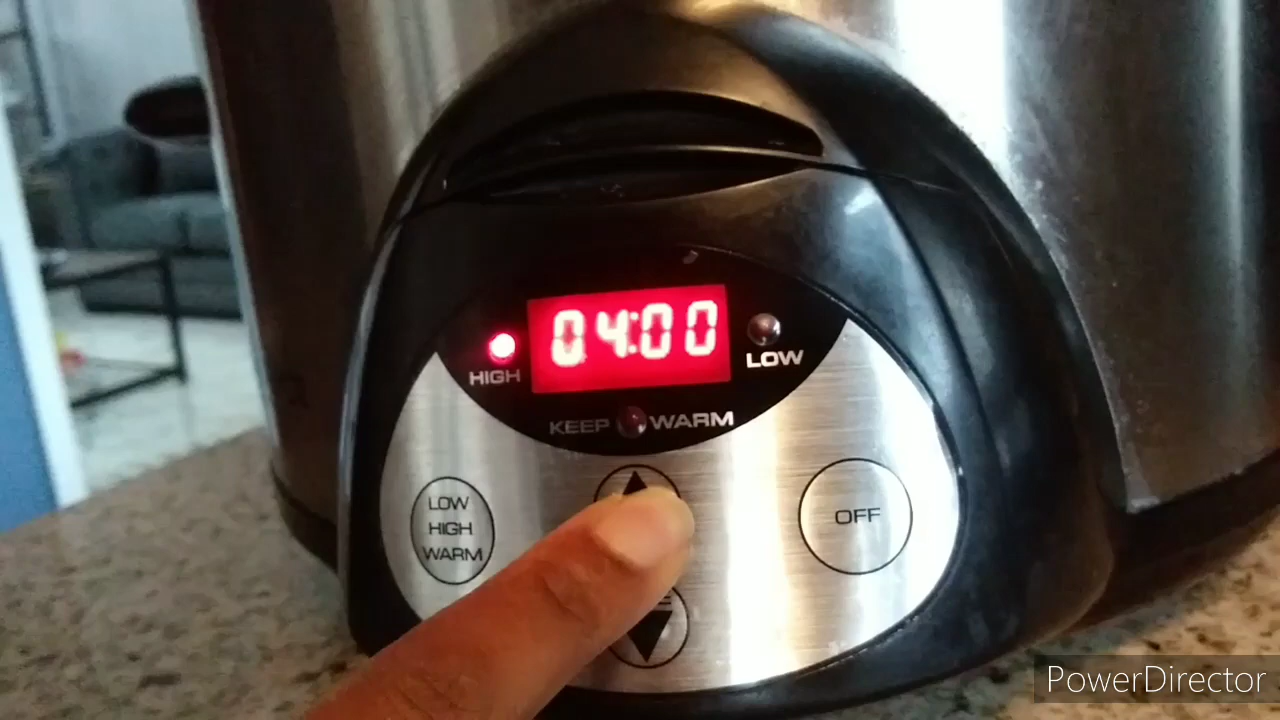 04:00
HIGH
LOW
KEEP WARM
LOW
HIGH
WARM
OFF
PowerDirector